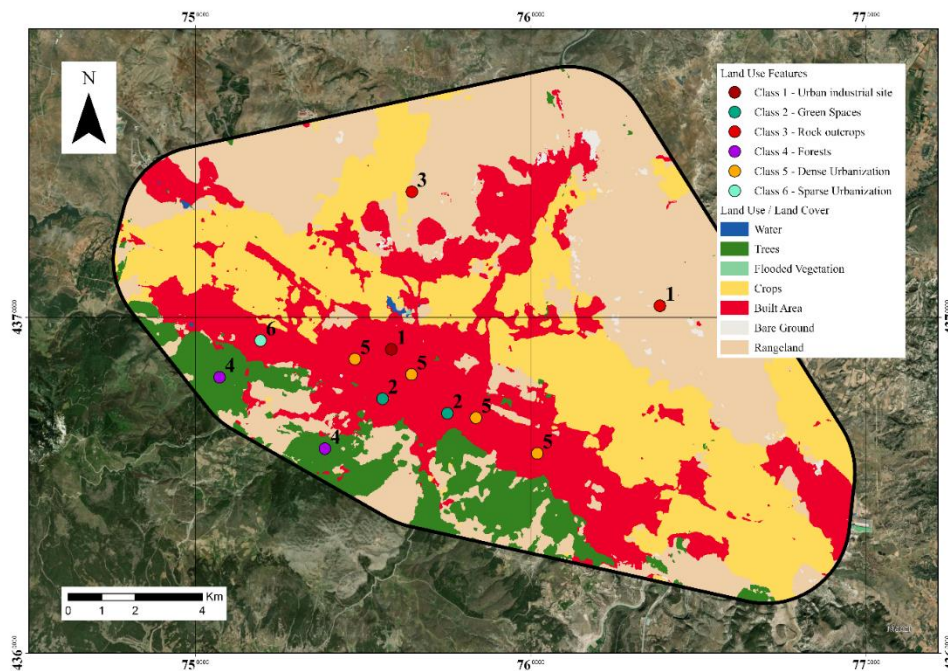 750000
760000
770000
N
Land Use Features
Class 1 - Urban industrial site
Class 2 - Green Spaces
Class 3 - Rock outcrops
Class 4 - Forests
Class 5 - Dense Urbanization
Class 6 - Sparse Urbanization
Land Use / Land Cover
Water
Trees
Flooded Vegetation
Crops
Built Area
Bare Ground
Rangeland
3
1
4370000
4370000
6
5
1
5
4
2
2
5
4
5
Km
0 1 2 4
4360000
4360000
750000
760000
770000